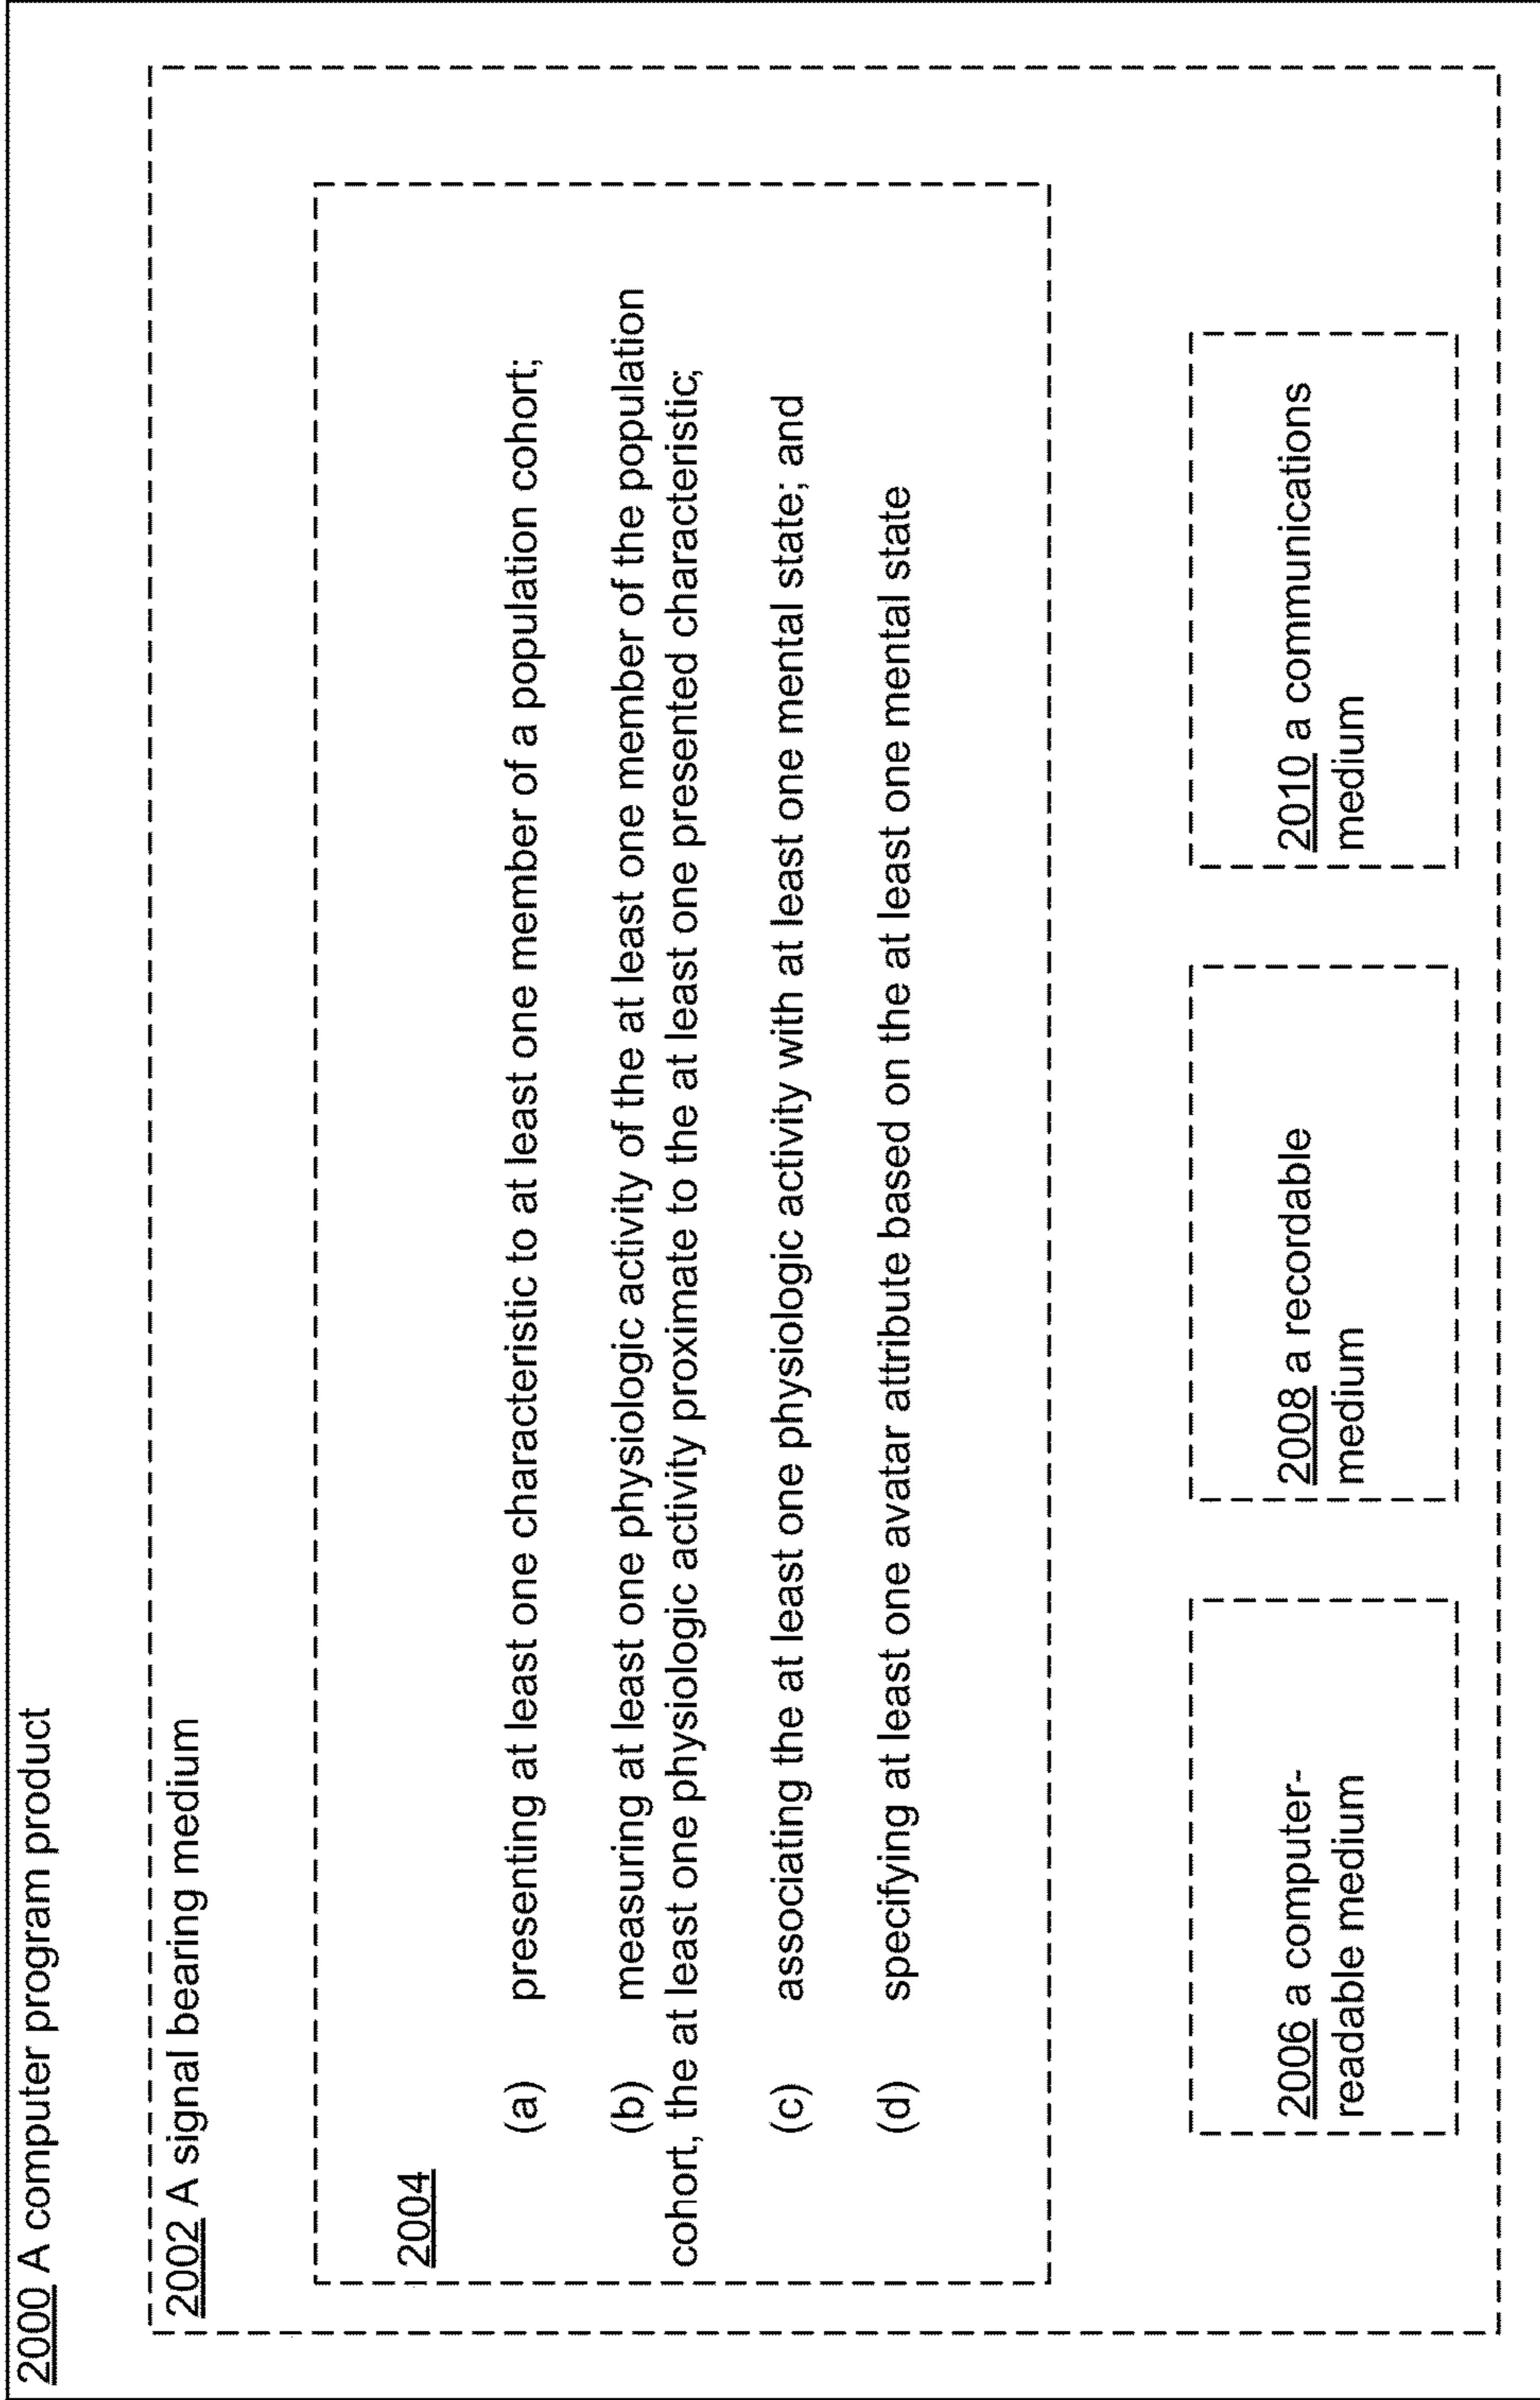 2000 A computer program product
2002 A signal bearing medium
2004
(a) presenting at least one characteristic to at least one member of a population cohort;
(b) measuring at least one physiologic activity of the at least one member of the population
cohort, the at least one physiologic activity proximate to the at least one presented characteristic;
(c) associating the at least one physiologic activity with at least one mental state; and
(d) specifying at least one avatar attribute based on the at least one mental state
2006 a computer-
readable medium
2008 a recordable
medium
2010 a communications
medium